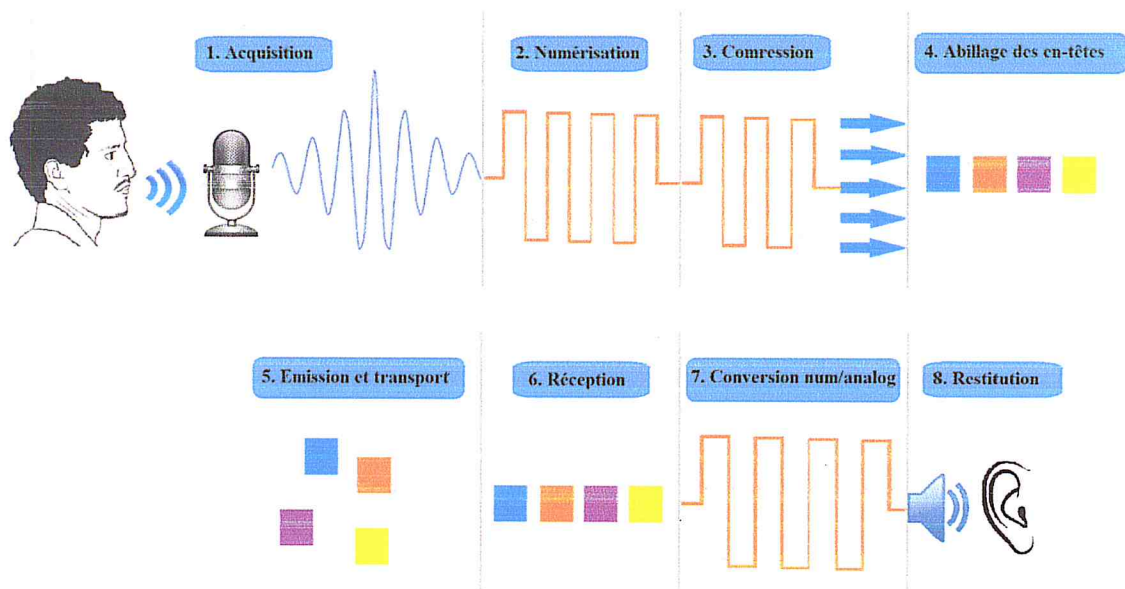 1. Acquisition
2. Numérisation
3. Comression
4. Abillage des en-têtes
5. Emission et transport
6. Réception
7. Conversion num/analog
8. Restitution